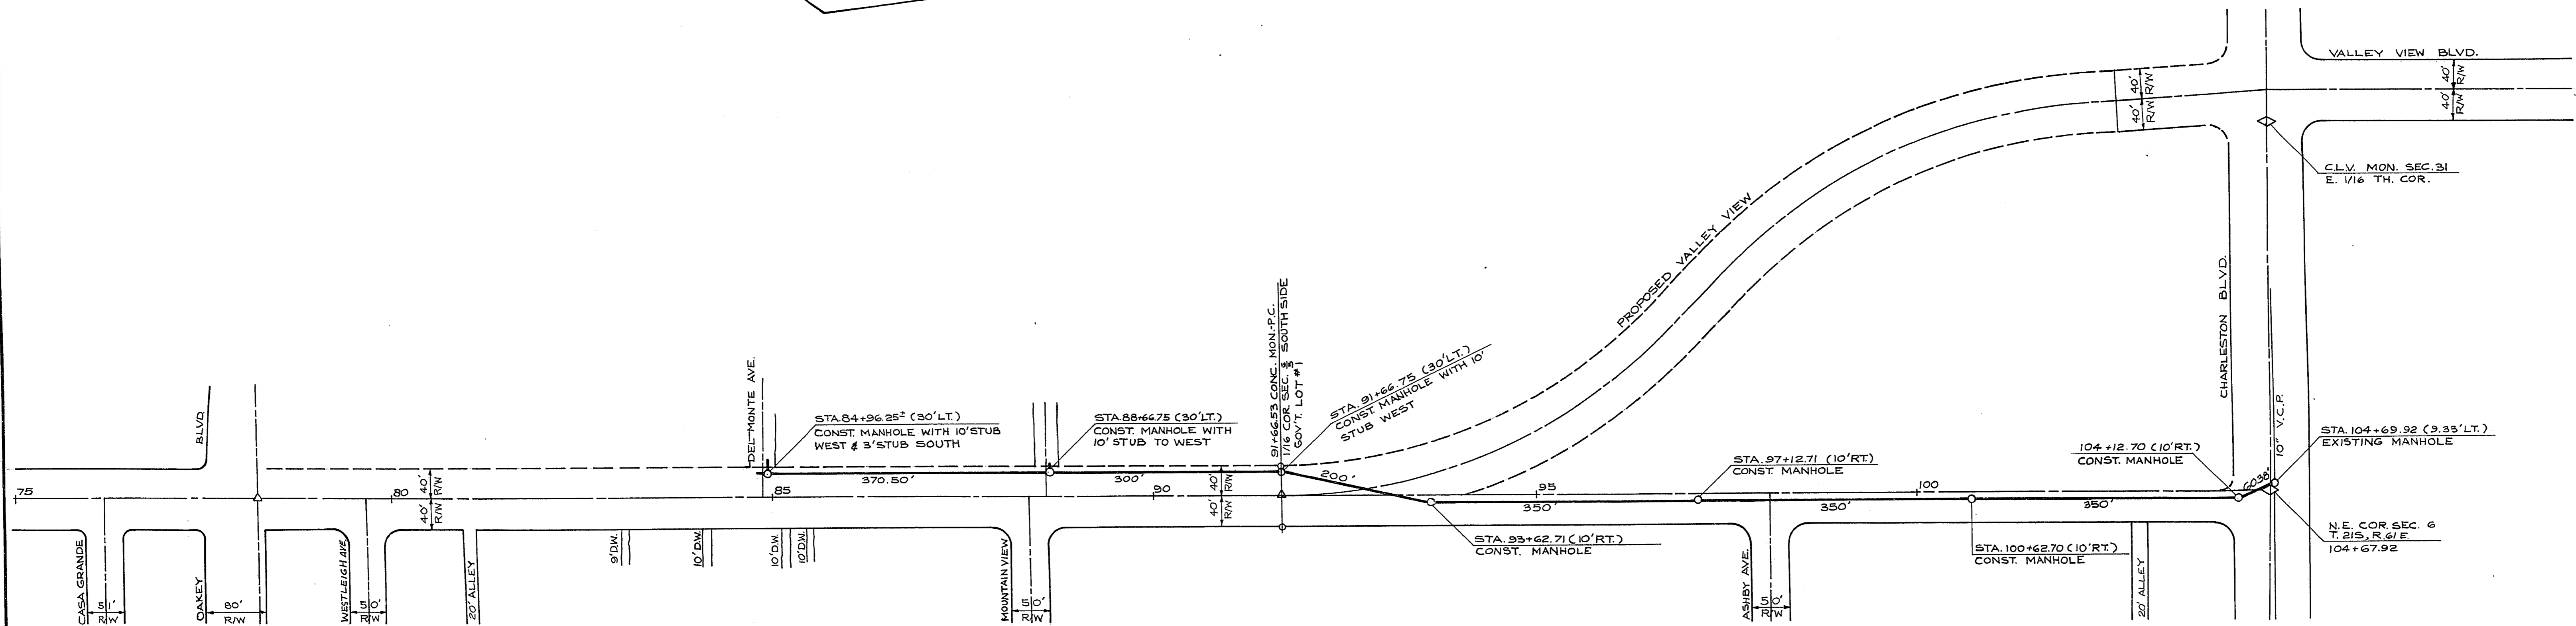 VALLEY VIEW BLVD.
40'
R/W
40'
R/W
40'
R/W
40'
R/W
C.L.V. MON. SEC. 31
E. 1/16 TH. COR.
PROPOSED VALLEY VIEW
CHARLESTON BLVD.
10" V.C.P.
91+66.53 CONC. MON.-P.C.
1/16 COR. SEC. SOUTH SIDE
GOV'T. LOT #1
STA. 91+66.75 (30'LT.)
CONST. MANHOLE WITH 10'
STUB WEST
DEL-MONTE AVE.
BLVD.
STA. 84+96.25± (30'LT.)
CONST. MANHOLE WITH 10' STUB
WEST & 3' STUB SOUTH
STA. 88+66.75 (30'LT.)
CONST. MANHOLE WITH
10' STUB TO WEST
STA. 97+12.71 (10'RT.)
CONST. MANHOLE
104+12.70 (10'RT.)
CONST. MANHOLE
STA. 104+69.92 (9.33'LT.)
EXISTING MANHOLE
75
80
85
90
95
100
40'
R/W
40'
R/W
370.50'
300'
40'
R/W
40'
R/W
200'
350'
350'
350'
60.38'
STA. 93+62.71 (10'RT.)
CONST. MANHOLE
STA. 100+62.70 (10'RT.)
CONST. MANHOLE
N.E. COR. SEC. 6
T. 21S, R. 61 E.
104+67.92
CASA GRANDE
51'
R/W
OAKEY
80'
R/W
WESTLEIGH AVE.
50'
R/W
20' ALLEY
9' D.W.
10' D.W.
10' D.W.
10' D.W.
MOUNTAIN VIEW
50'
R/W
ASHBY AVE.
50'
R/W
20' ALLEY